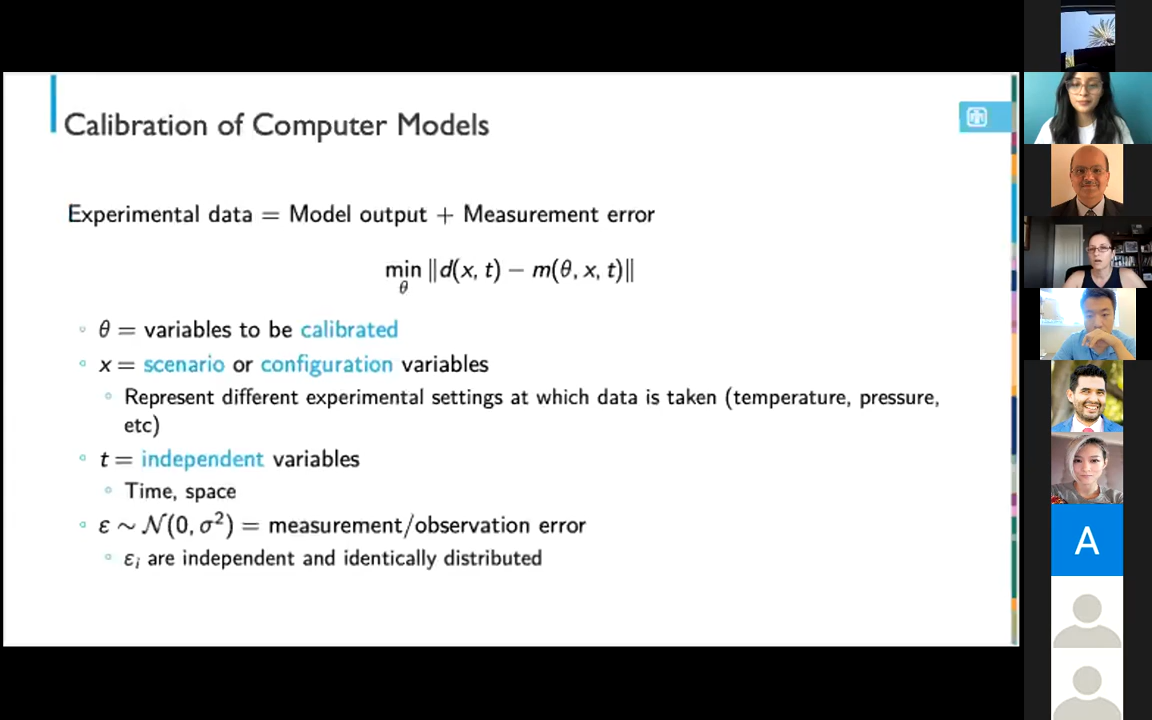 Calibration of Computer Models
Experimental data = Model output + Measurement error
min ‖d(x, t) − m(θ, x, t)‖
θ
θ = variables to be calibrated
x = scenario or configuration variables
Represent different experimental settings at which data is taken (temperature, pressure,
etc)
t = independent variables
Time, space
ε ∼ 𝒩(0, σ²) = measurement/observation error
εᵢ are independent and identically distributed
A